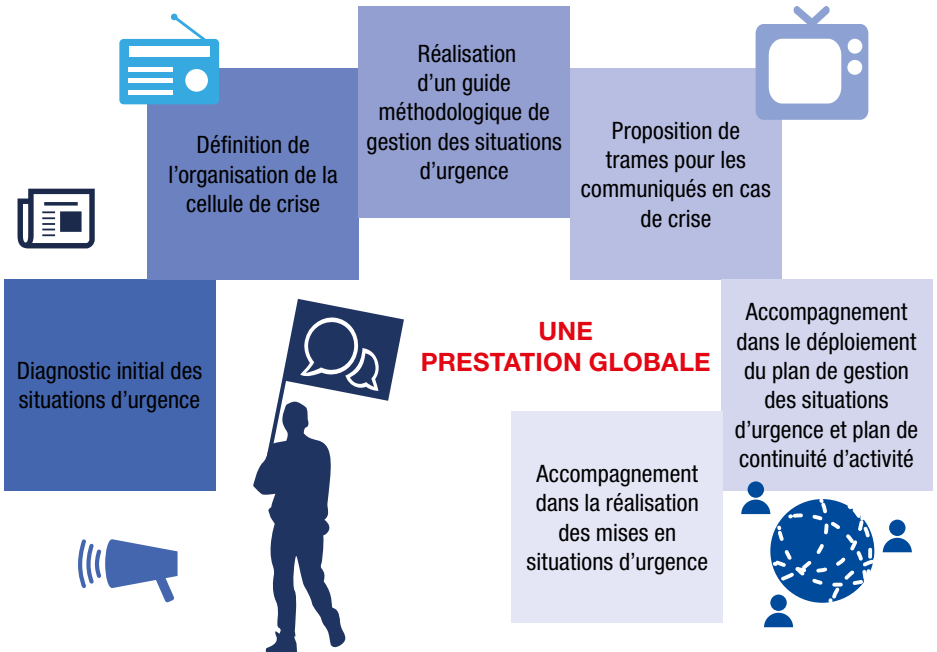 Diagnostic initial des
situations d’urgence
Définition de
l’organisation de la
cellule de crise
Réalisation
d’un guide
méthodologique de
gestion des situations
d’urgence
Proposition de
trames pour les
communiqués en cas
de crise
Accompagnement
dans le déploiement
du plan de gestion
des situations
d’urgence et plan de
continuité d’activité
Accompagnement
dans la réalisation
des mises en
situations d’urgence
UNE
PRESTATION GLOBALE